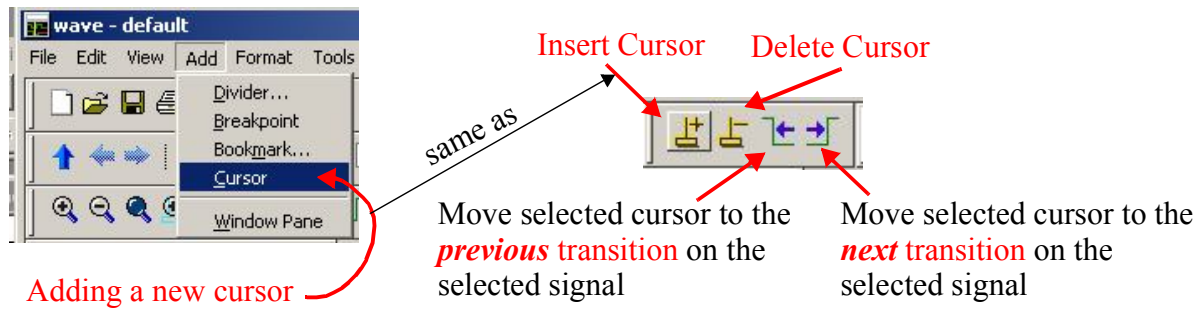 wave - default
File Edit View Add Format Tools
Divider...
Breakpoint
Bookmark...
Cursor
Window Pane
Adding a new cursor
same as
Insert Cursor
Delete Cursor
Move selected cursor to the
previous transition on the
selected signal
Move selected cursor to the
next transition on the
selected signal